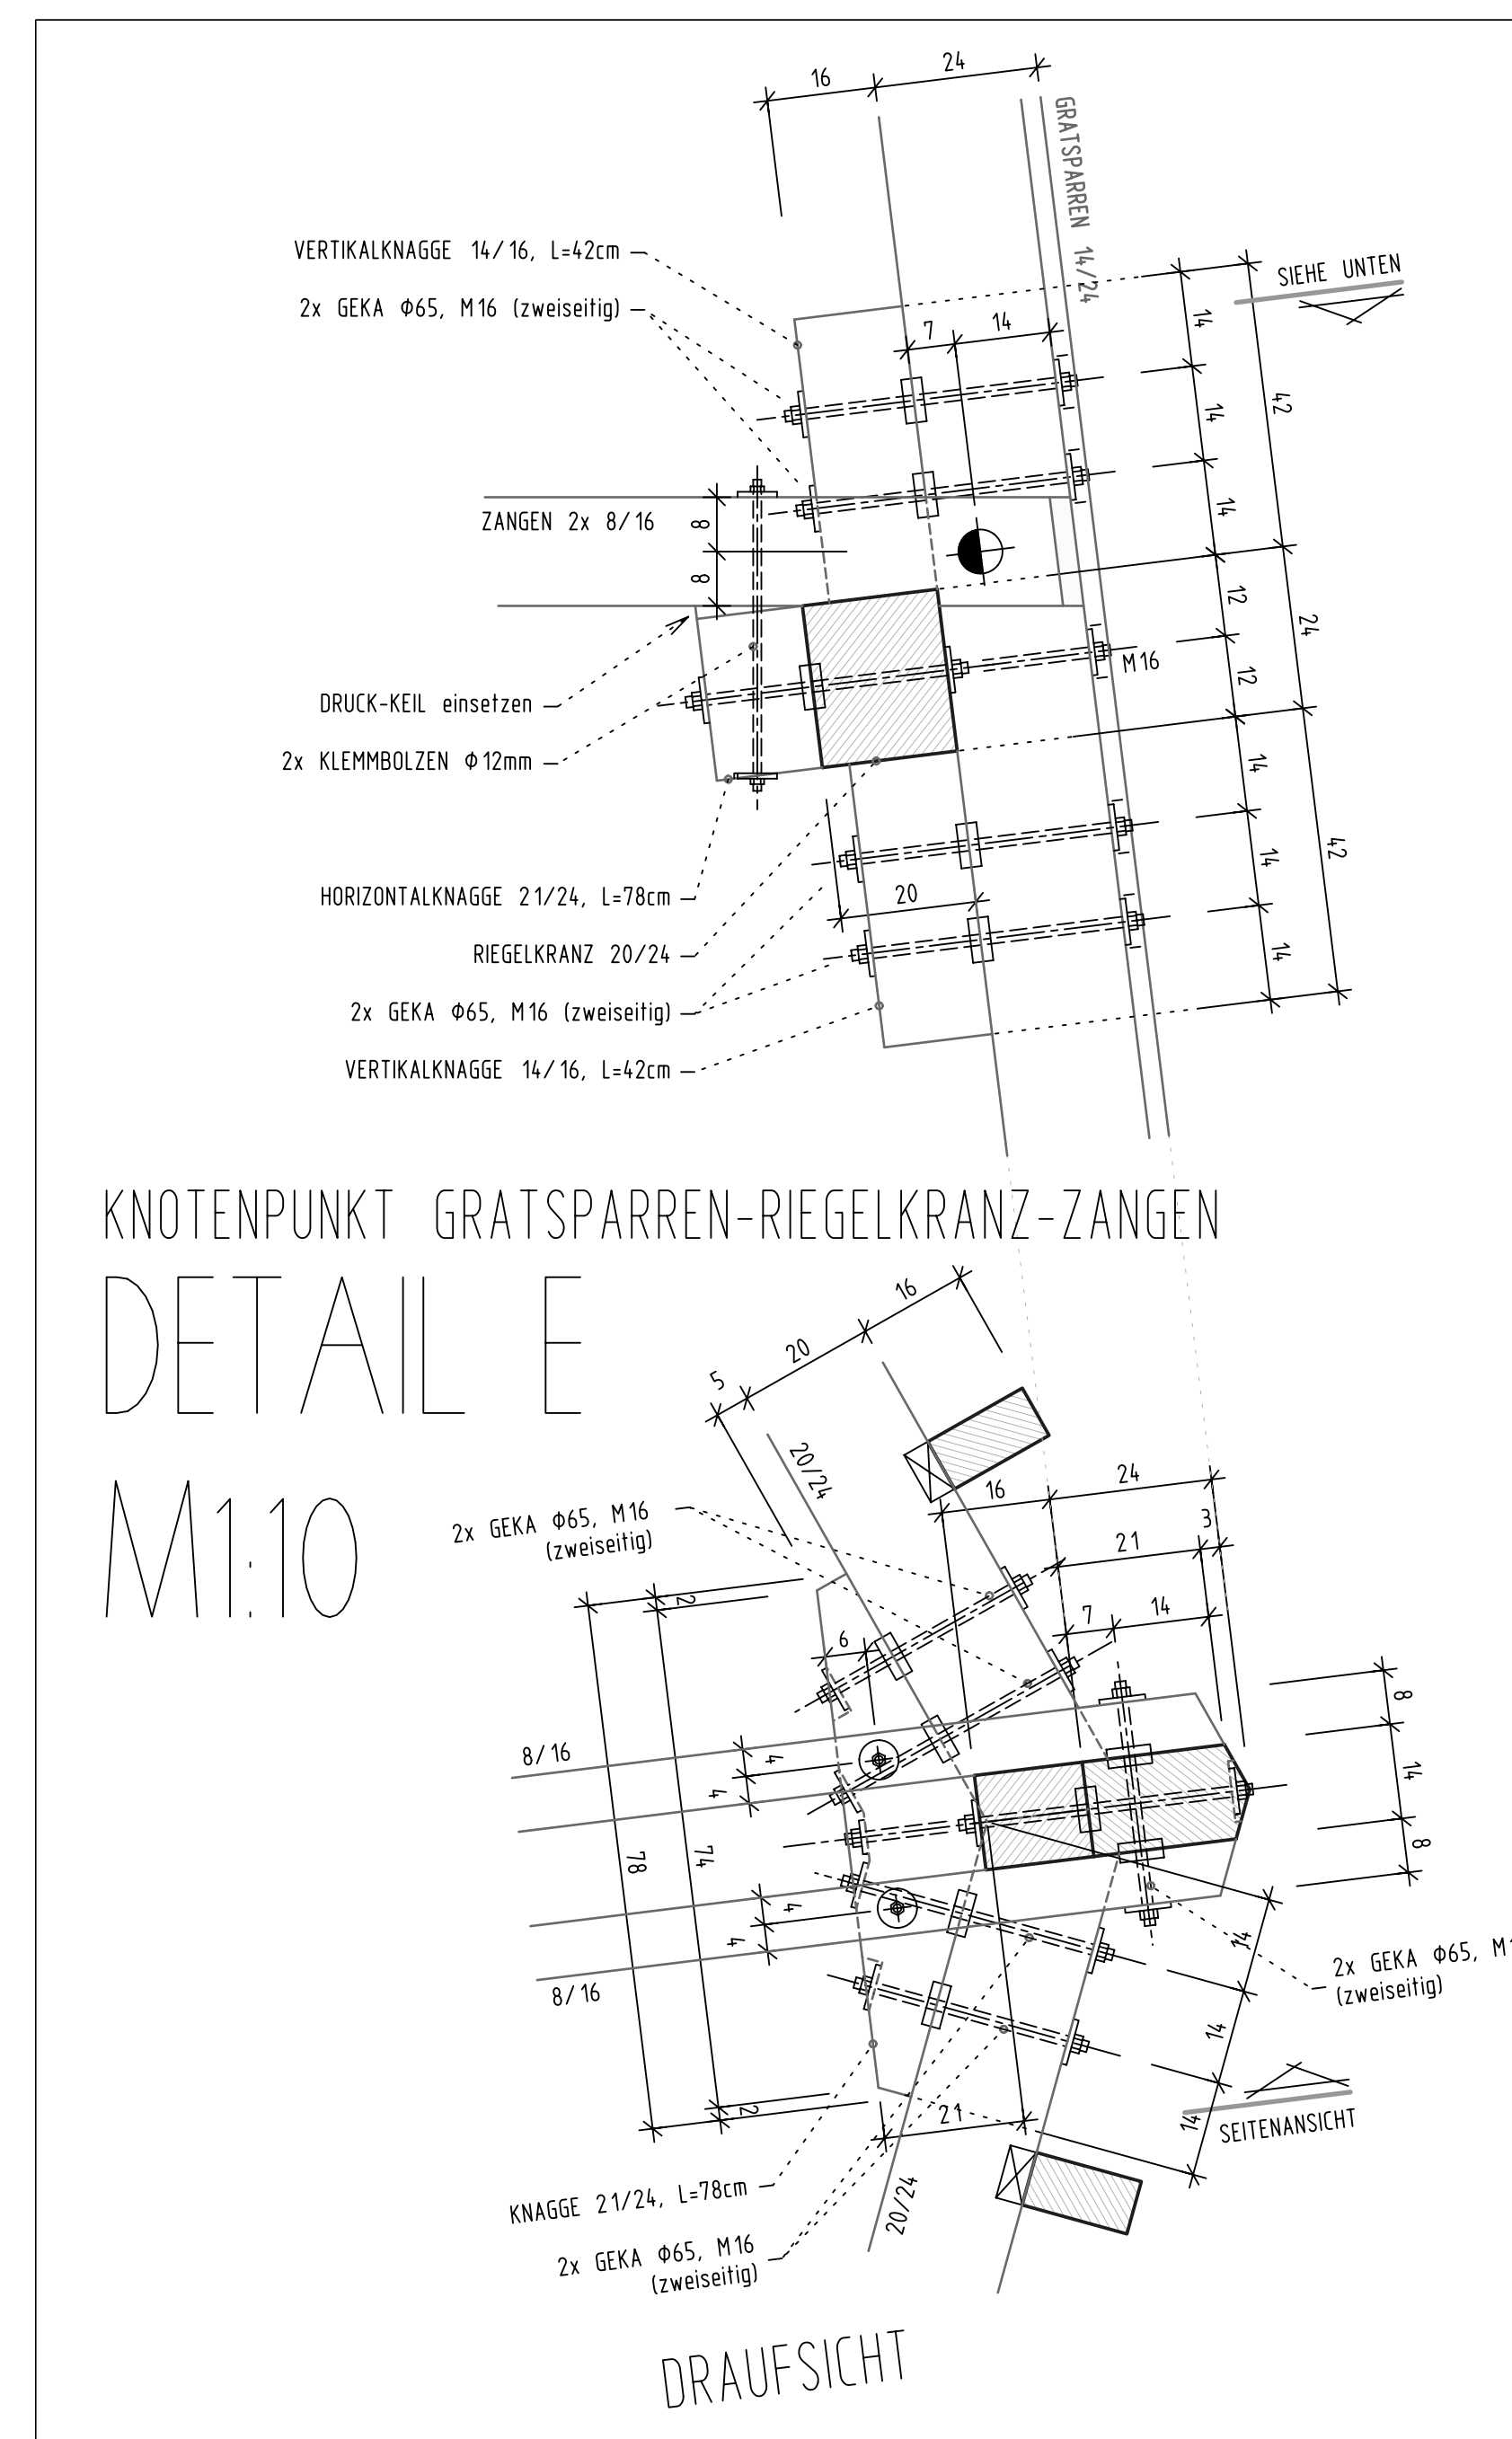 16
24
GRATSPARREN 14/24
VERTIKALKNAGGE 14/16, L=42cm
2x GEKA Φ65, M16 (zweiseitig)
SIEHE UNTEN
7
14
14
14
14
42
ZANGEN 2x 8/16
8
8
12
12
24
M16
DRUCK-KEIL einsetzen
2x KLEMMBOLZEN Φ12mm
14
14
14
42
HORIZONTALKNAGGE 21/24, L=78cm
20
RIEGELKRANZ 20/24
2x GEKA Φ65, M16 (zweiseitig)
VERTIKALKNAGGE 14/16, L=42cm
KNOTENPUNKT GRATSPARREN-RIEGELKRANZ-ZANGEN
DETAIL E
M1:10
5
20
16
20/24
16
24
2x GEKA Φ65, M16
(zweiseitig)
21
3
2
7
14
6
8
14
8
8/16
4
4
78
74
4
4
8/16
14
14
14
2x GEKA Φ65, M1
(zweiseitig)
2
21
SEITENANSICHT
KNAGGE 21/24, L=78cm
20/24
2x GEKA Φ65, M16
(zweiseitig)
DRAUFSICHT